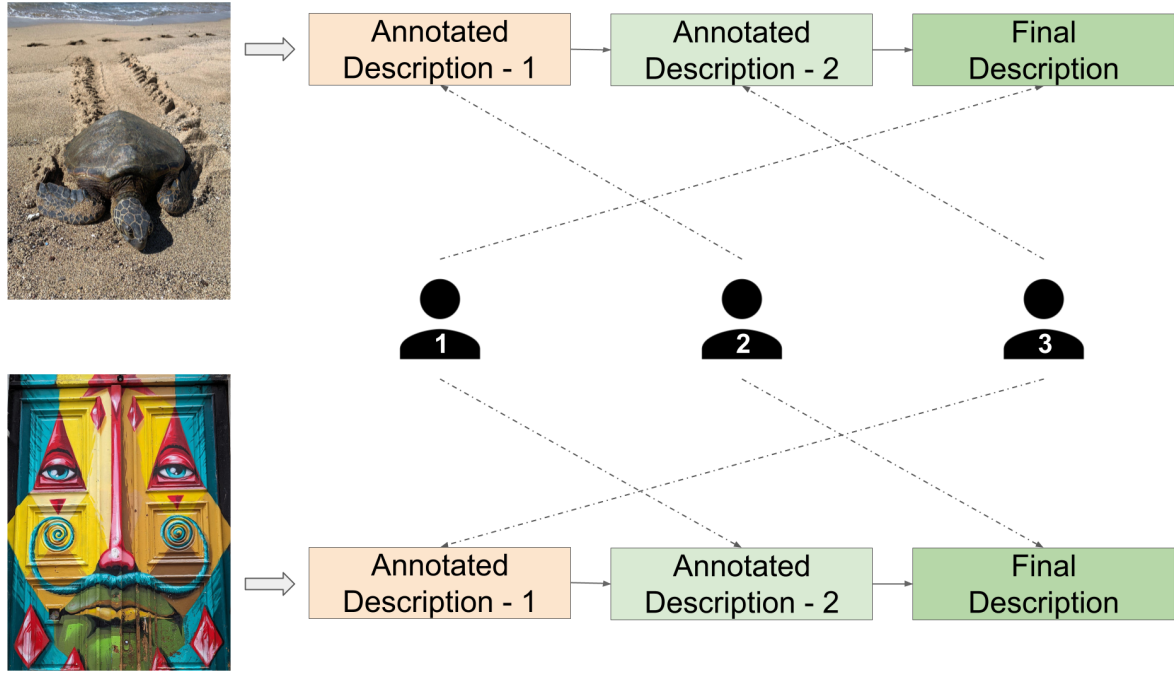 Annotated
Description - 1
Annotated
Description - 2
Final
Description
1
2
3
Annotated
Description - 1
Annotated
Description - 2
Final
Description